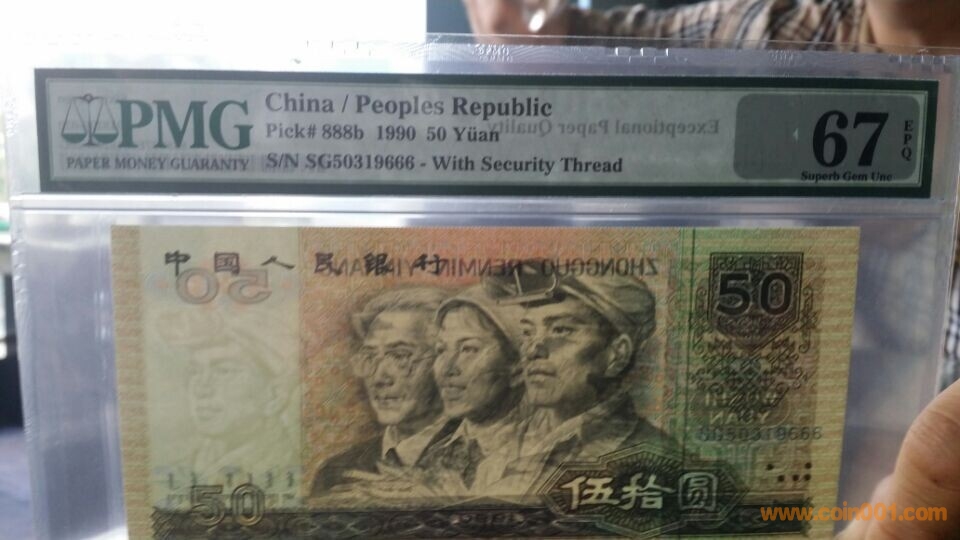 PMG
PAPER MONEY GUARANTY
China / Peoples Republic
Pick# 888b 1990 50 Yüan
S/N SG50319666 - With Security Thread
Exceptional Paper Quality
67
EPQ
Superb Gem Unc
中国人民银行
ZHONGGUO RENMIN YINHANG
50
50
SG50319666
50
伍拾圆
www.coin001.com